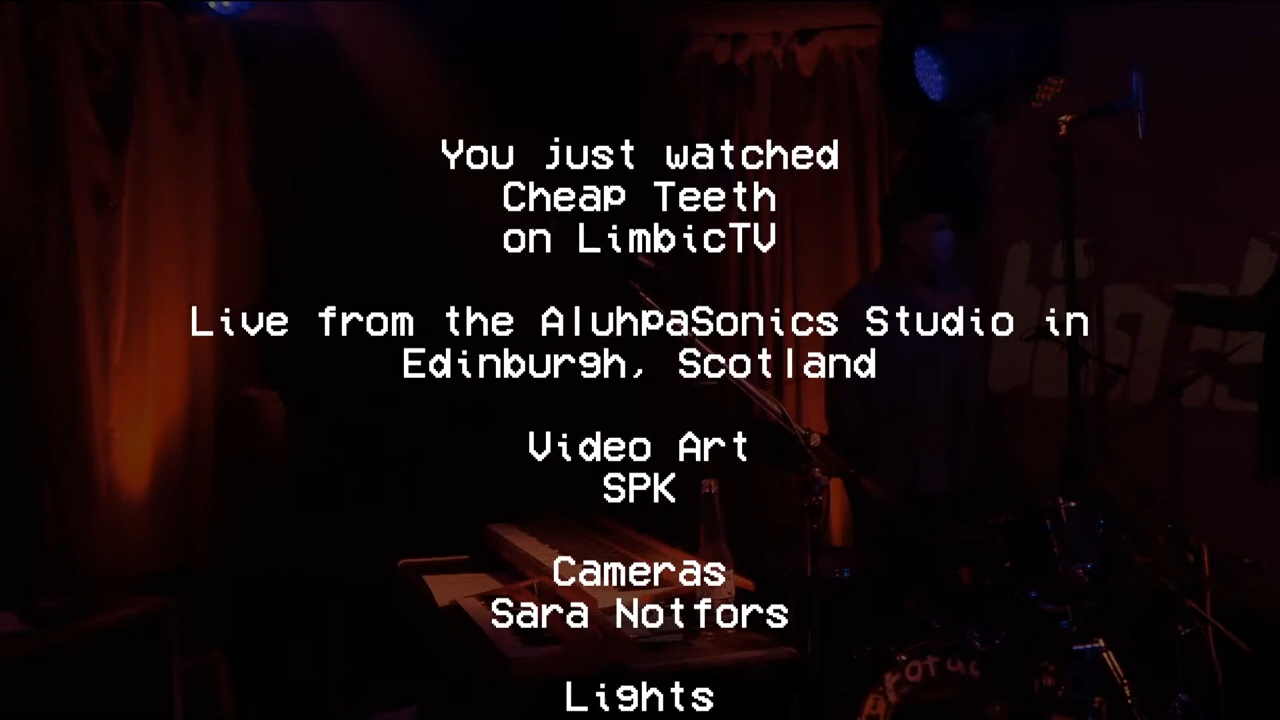 You just watched
Cheap Teeth
on LimbicTV
Live from the AluhpaSonics Studio in
Edinburgh, Scotland
Video Art
SPK
Cameras
Sara Notfors
Lights